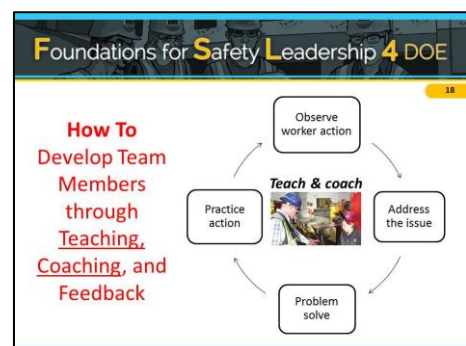 Foundations for Safety Leadership 4 DOE
18
How To
Develop Team
Members
through
Teaching,
Coaching, and
Feedback
Observe
worker action
Teach & coach
Practice
action
Address
the issue
Problem
solve